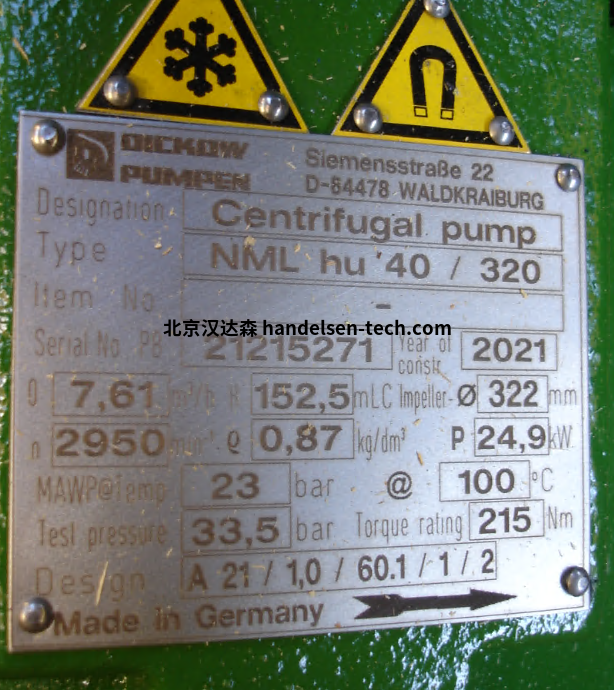 DICKOW
PUMPEN
Siemensstraße 22
D-84478 WALDKRAIBURG
Designation Centrifugal pump
Type NML hu 40 / 320
Item No. -
北京汉达森 handelsen-tech.com
Serial No. PB 21215271 Year of constr. 2021
Q 7,61 m³/h H 152,5 mLC Impeller-Ø 322 mm
n 2950 min⁻¹ ϱ 0,87 kg/dm³ P 24,9 kW
MAWP@Temp 23 bar @ 100 °C
Test pressure 33,5 bar Torque rating 215 Nm
Design A 21 / 1,0 / 60.1 / 1 / 2
Made in Germany